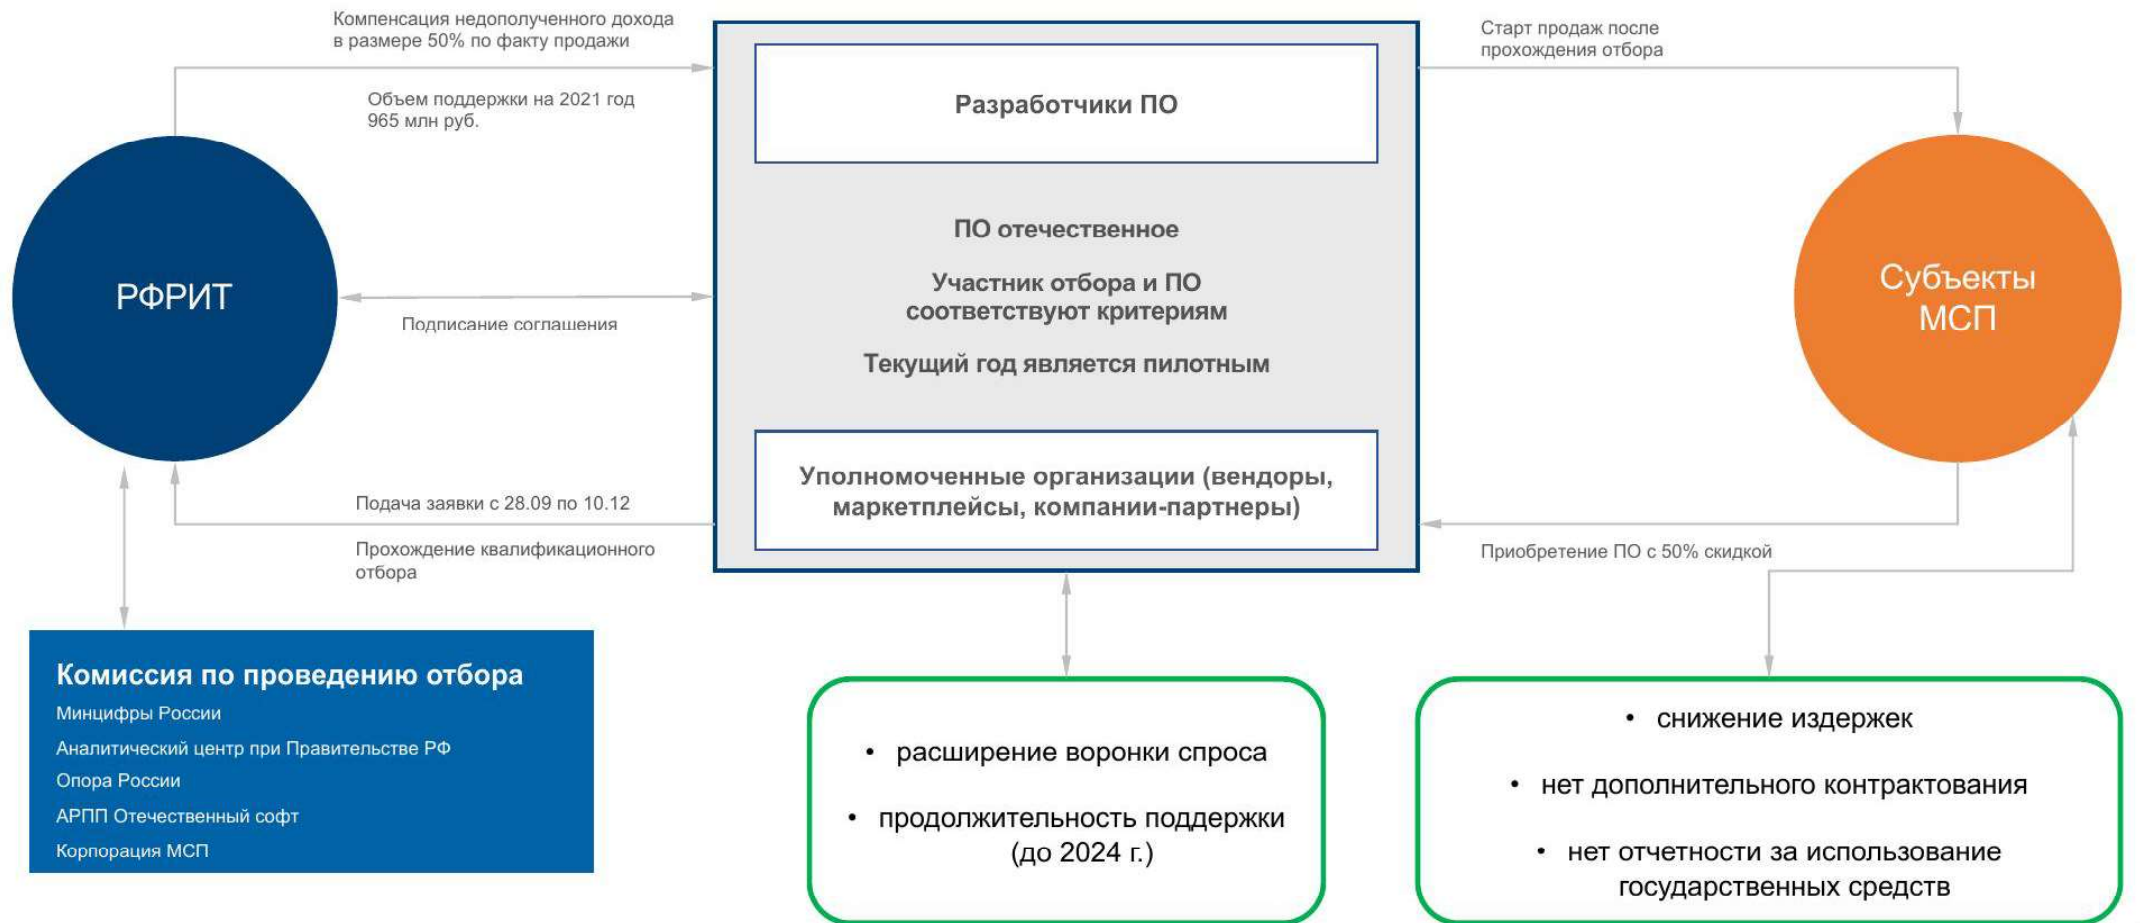 Компенсация недополученного дохода
в размере 50% по факту продажи
Объем поддержки на 2021 год
965 млн руб.
РФРИТ
Подписание соглашения
Подача заявки с 28.09 по 10.12
Прохождение квалификационного
отбора
Комиссия по проведению отбора
Минцифры России
Аналитический центр при Правительстве РФ
Опора России
АРПП Отечественный софт
Корпорация МСП
Разработчики ПО
ПО отечественное
Участник отбора и ПО
соответствуют критериям
Текущий год является пилотным
Уполномоченные организации (вендоры,
маркетплейсы, компании-партнеры)
• расширение воронки спроса
• продолжительность поддержки
(до 2024 г.)
Старт продаж после
прохождения отбора
Субъекты
МСП
Приобретение ПО с 50% скидкой
• снижение издержек
• нет дополнительного контрактования
• нет отчетности за использование
государственных средств